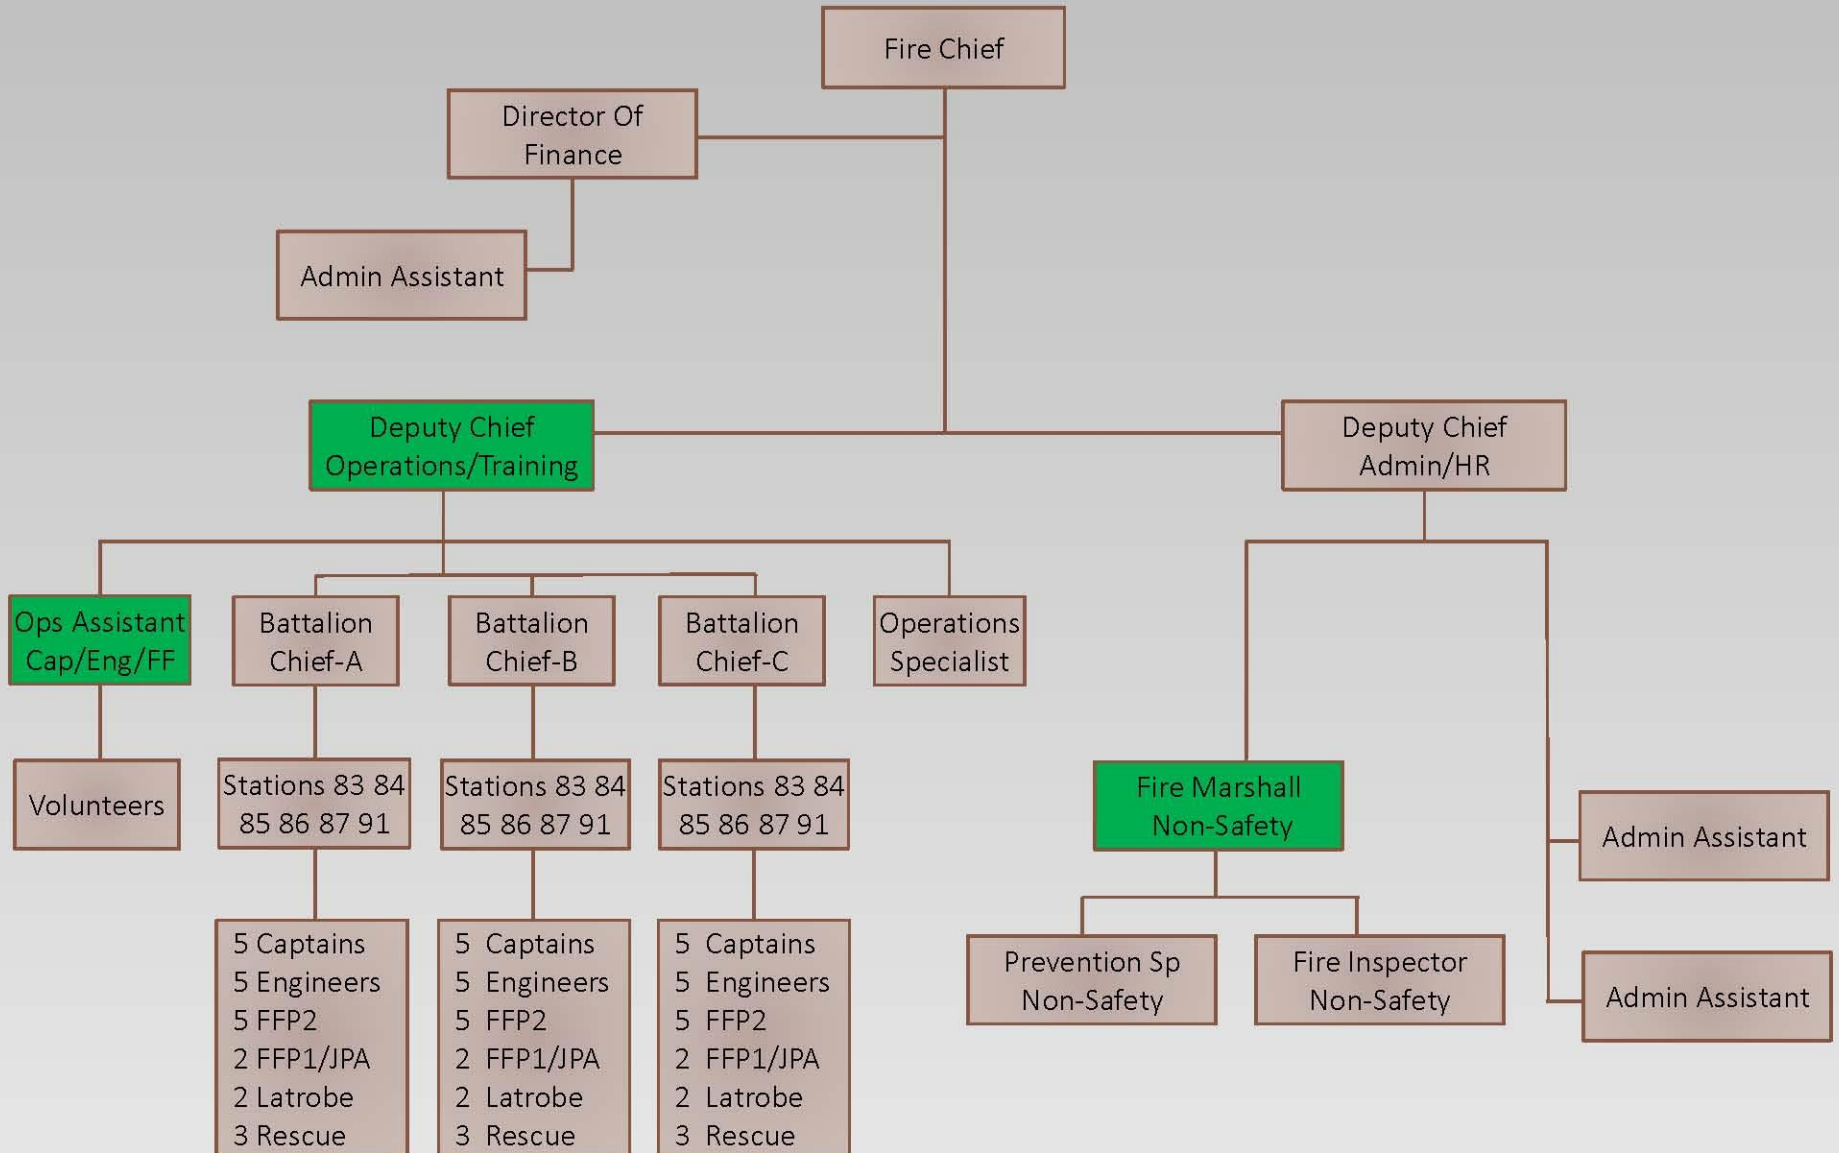 Fire Chief
Director Of
Finance
Admin Assistant
Deputy Chief
Operations/Training
Deputy Chief
Admin/HR
Ops Assistant
Cap/Eng/FF
Battalion
Chief-A
Battalion
Chief-B
Battalion
Chief-C
Operations
Specialist
Volunteers
Stations 83 84
85 86 87 91
Stations 83 84
85 86 87 91
Stations 83 84
85 86 87 91
Fire Marshall
Non-Safety
Admin Assistant
5 Captains
5 Engineers
5 FFP2
2 FFP1/JPA
2 Latrobe
3 Rescue
5 Captains
5 Engineers
5 FFP2
2 FFP1/JPA
2 Latrobe
3 Rescue
5 Captains
5 Engineers
5 FFP2
2 FFP1/JPA
2 Latrobe
3 Rescue
Prevention Sp
Non-Safety
Fire Inspector
Non-Safety
Admin Assistant